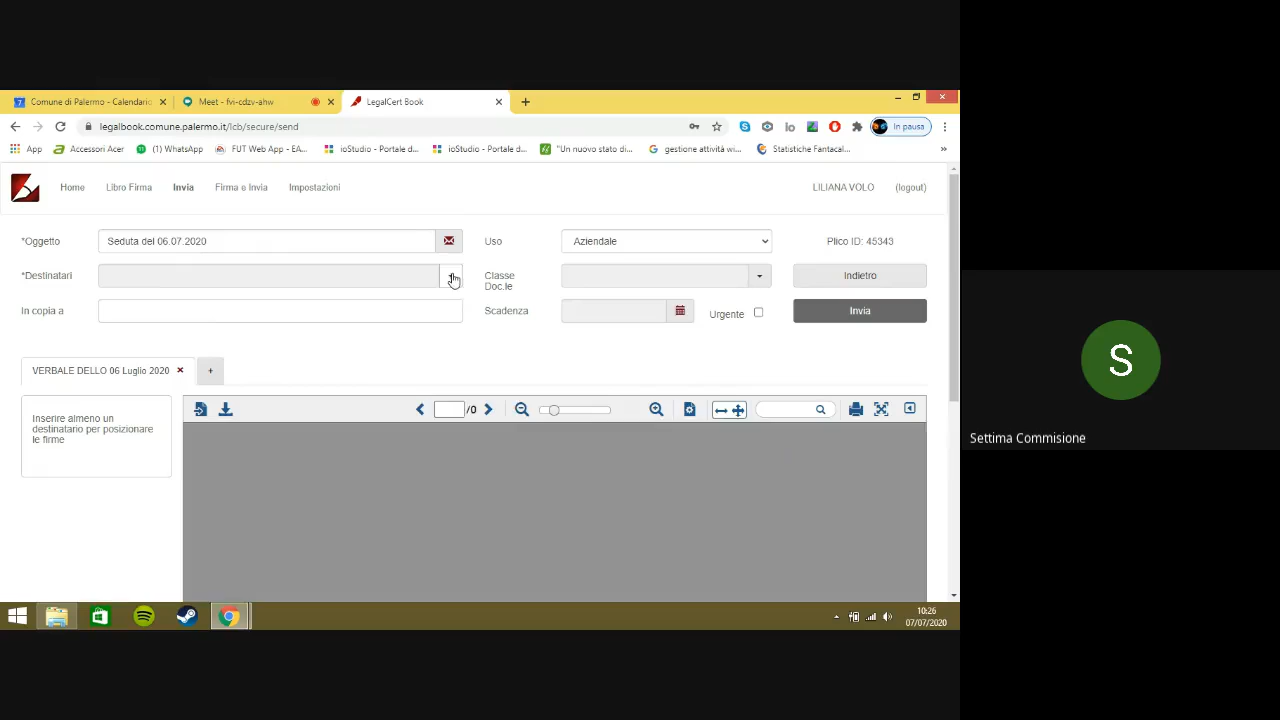 Comune di Palermo - Calendario
Meet - fvi-cdzv-ahw
LegalCert Book
legalbook.comune.palermo.it/lcb/secure/send
In pausa
App
Accessori Acer
(1) WhatsApp
FUT Web App - EA...
ioStudio - Portale d...
ioStudio - Portale d...
"Un nuovo stato di...
gestione attività wi...
Statistiche Fantacal...
»
Home
Libro Firma
Invia
Firma e Invia
Impostazioni
LILIANA VOLO
(logout)
*Oggetto
Seduta del 06.07.2020
Uso
Aziendale
Plico ID: 45343
*Destinatari
Classe
Doc.le
Indietro
In copia a
Scadenza
Urgente
Invia
VERBALE DELLO 06 Luglio 2020
+
Inserire almeno un
destinatario per posizionare
le firme
/0
S
Settima Commisione
10:26
07/07/2020